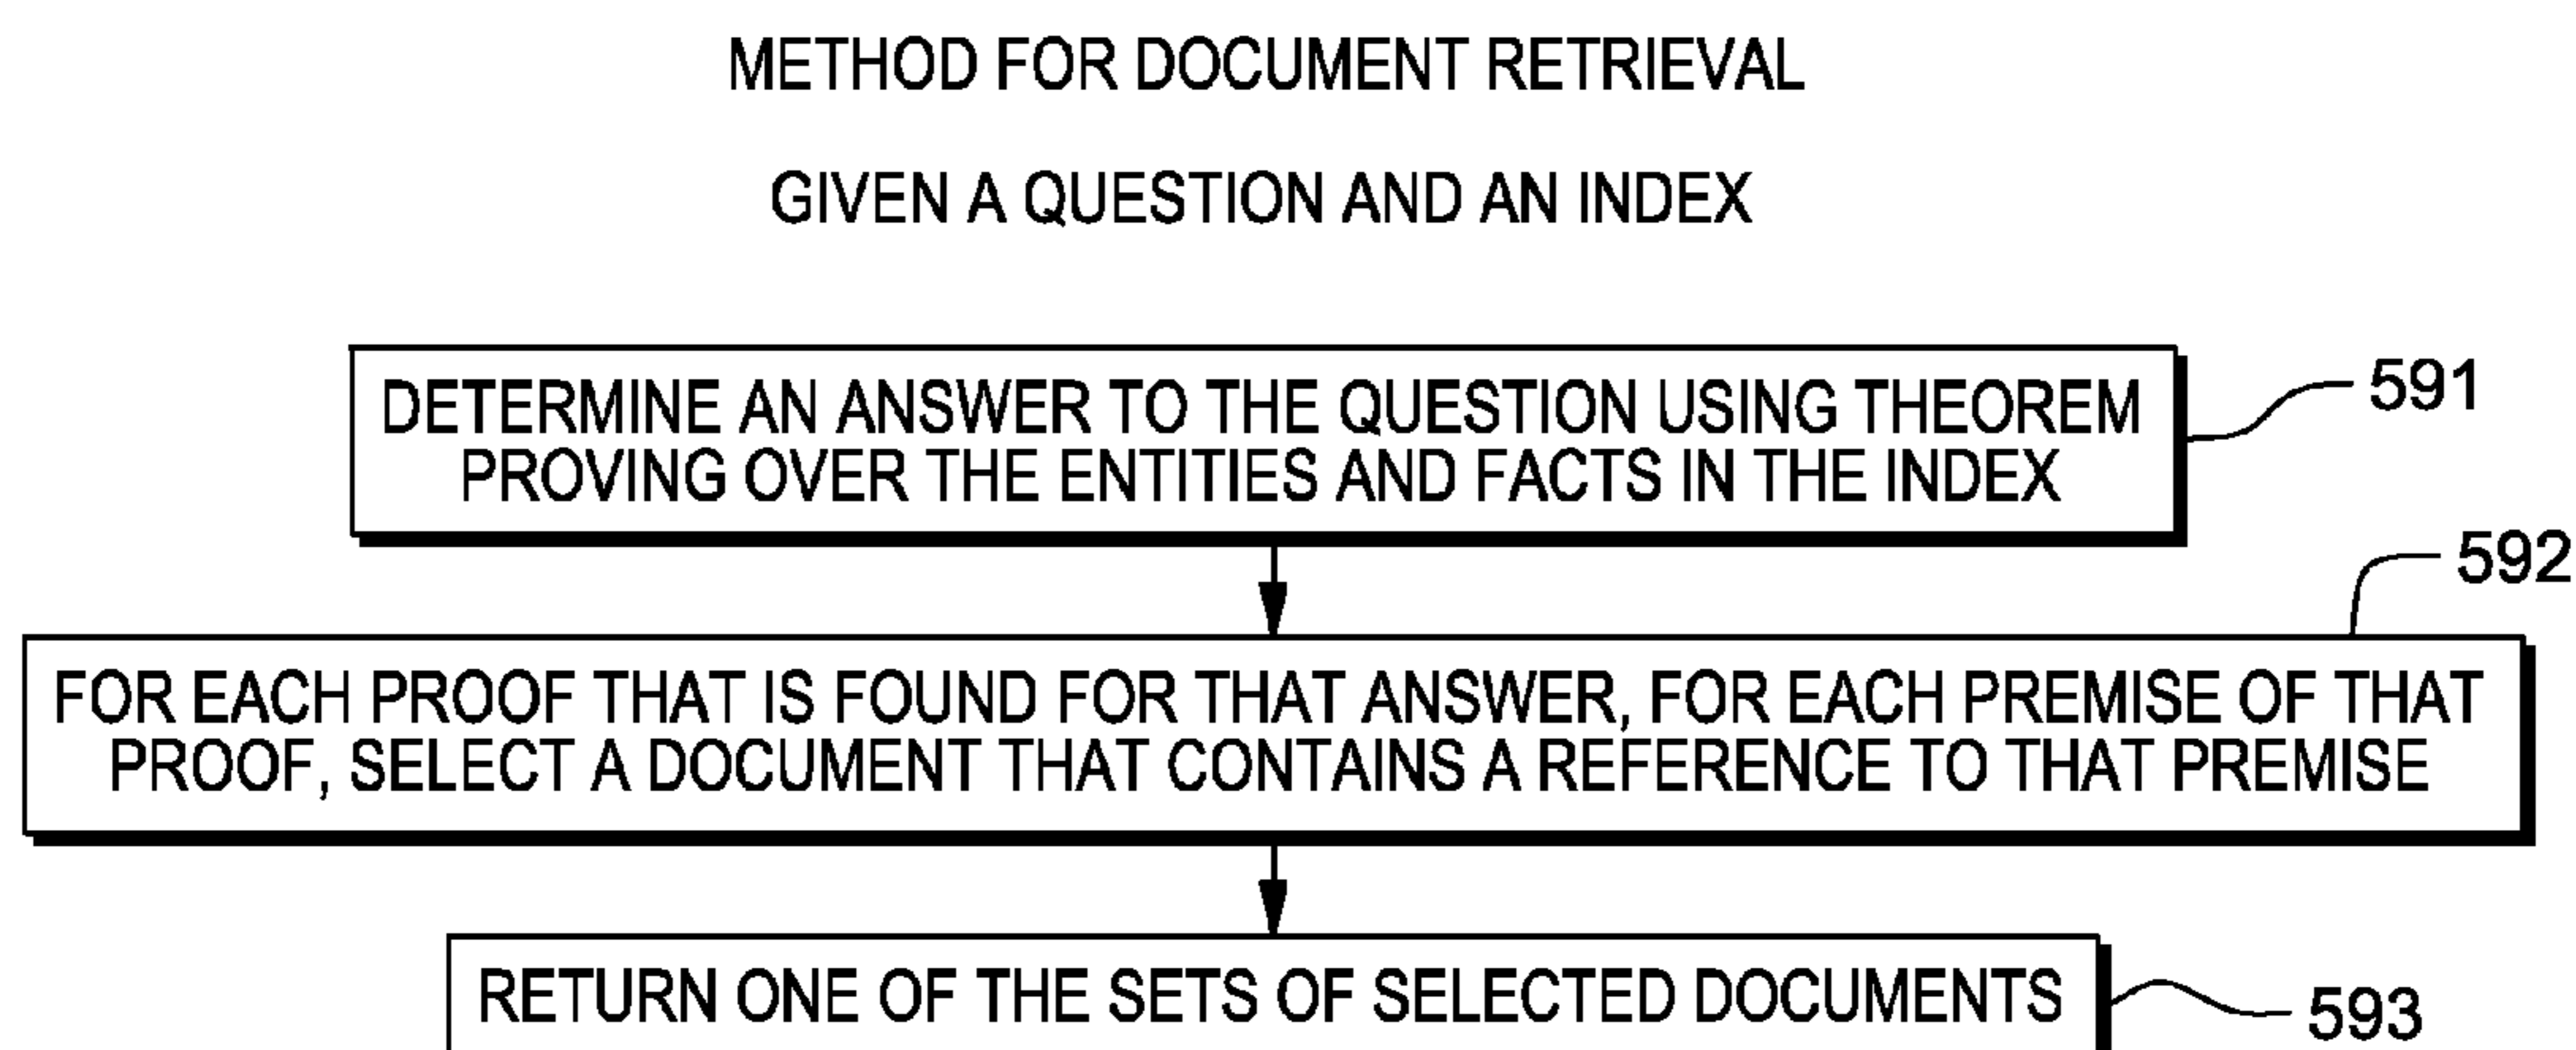 METHOD FOR DOCUMENT RETRIEVAL
GIVEN A QUESTION AND AN INDEX
DETERMINE AN ANSWER TO THE QUESTION USING THEOREM
PROVING OVER THE ENTITIES AND FACTS IN THE INDEX
591
592
FOR EACH PROOF THAT IS FOUND FOR THAT ANSWER, FOR EACH PREMISE OF THAT
PROOF, SELECT A DOCUMENT THAT CONTAINS A REFERENCE TO THAT PREMISE
RETURN ONE OF THE SETS OF SELECTED DOCUMENTS
593